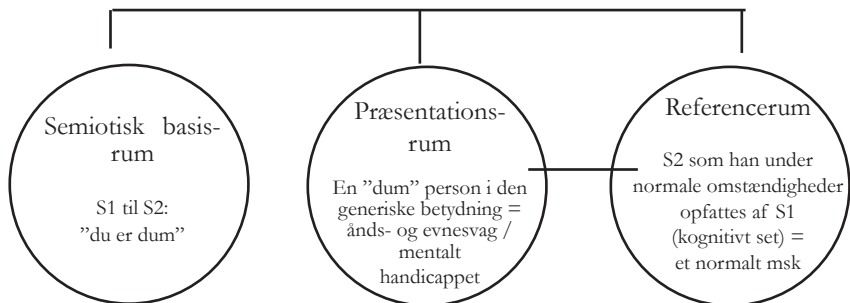 Semiotisk basis-
rum
S1 til S2:
”du er dum”
Præsentations-
rum
En ”dum” person i den
generiske betydning =
ånds- og evnesvag /
mentalt
handicappet
Referencerum
S2 som han under
normale omstændigheder
opfattes af S1
(kognitivt set) =
et normalt msk